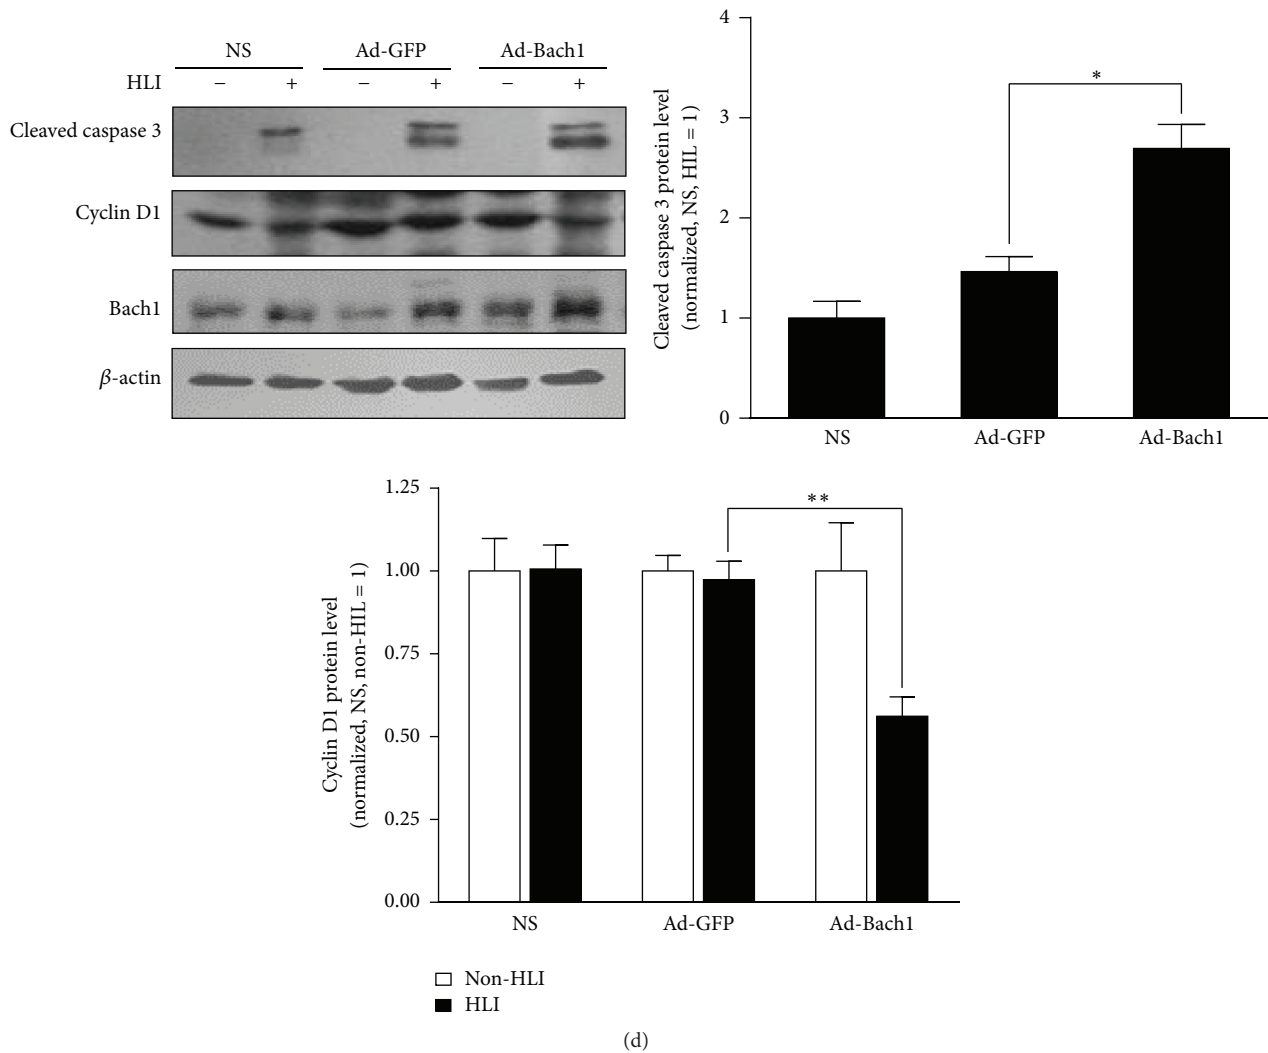 NS Ad-GFP Ad-Bach1
HLI − + − + − +
Cleaved caspase 3
Cyclin D1
Bach1
β-actin
Cleaved caspase 3 protein level
(normalized, NS, HIL = 1)
4
3
2
1
0
*
NS Ad-GFP Ad-Bach1
Cyclin D1 protein level
(normalized, NS, non-HIL = 1)
1.25
1.00
0.75
0.50
0.25
0.00
**
NS Ad-GFP Ad-Bach1
Non-HLI
HLI
(d)